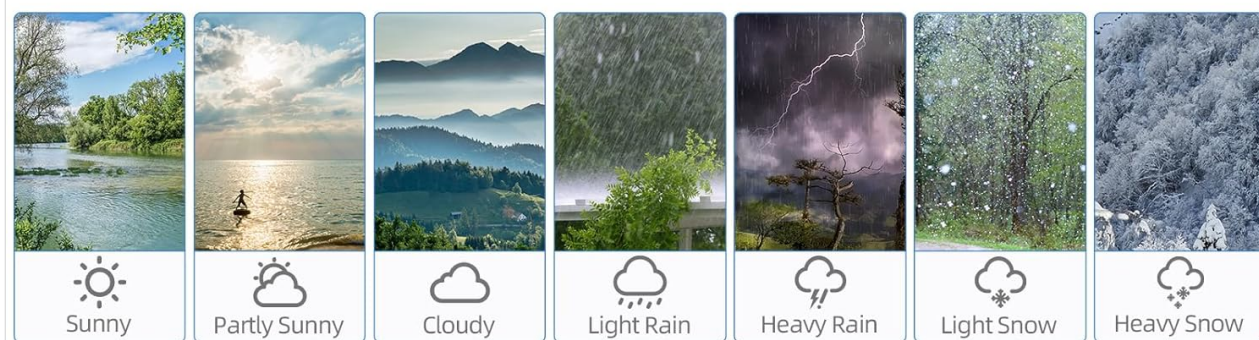 Sunny
Partly Sunny
Cloudy
Light Rain
Heavy Rain
Light Snow
Heavy Snow